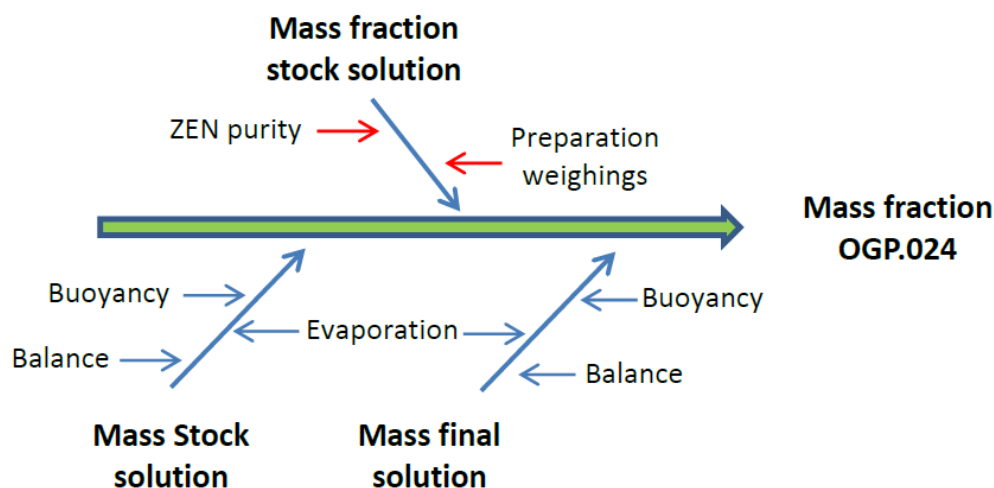 Mass fraction
stock solution
ZEN purity
Preparation
weighings
Mass fraction
OGP.024
Buoyancy
Evaporation
Buoyancy
Balance
Balance
Mass Stock
solution
Mass final
solution